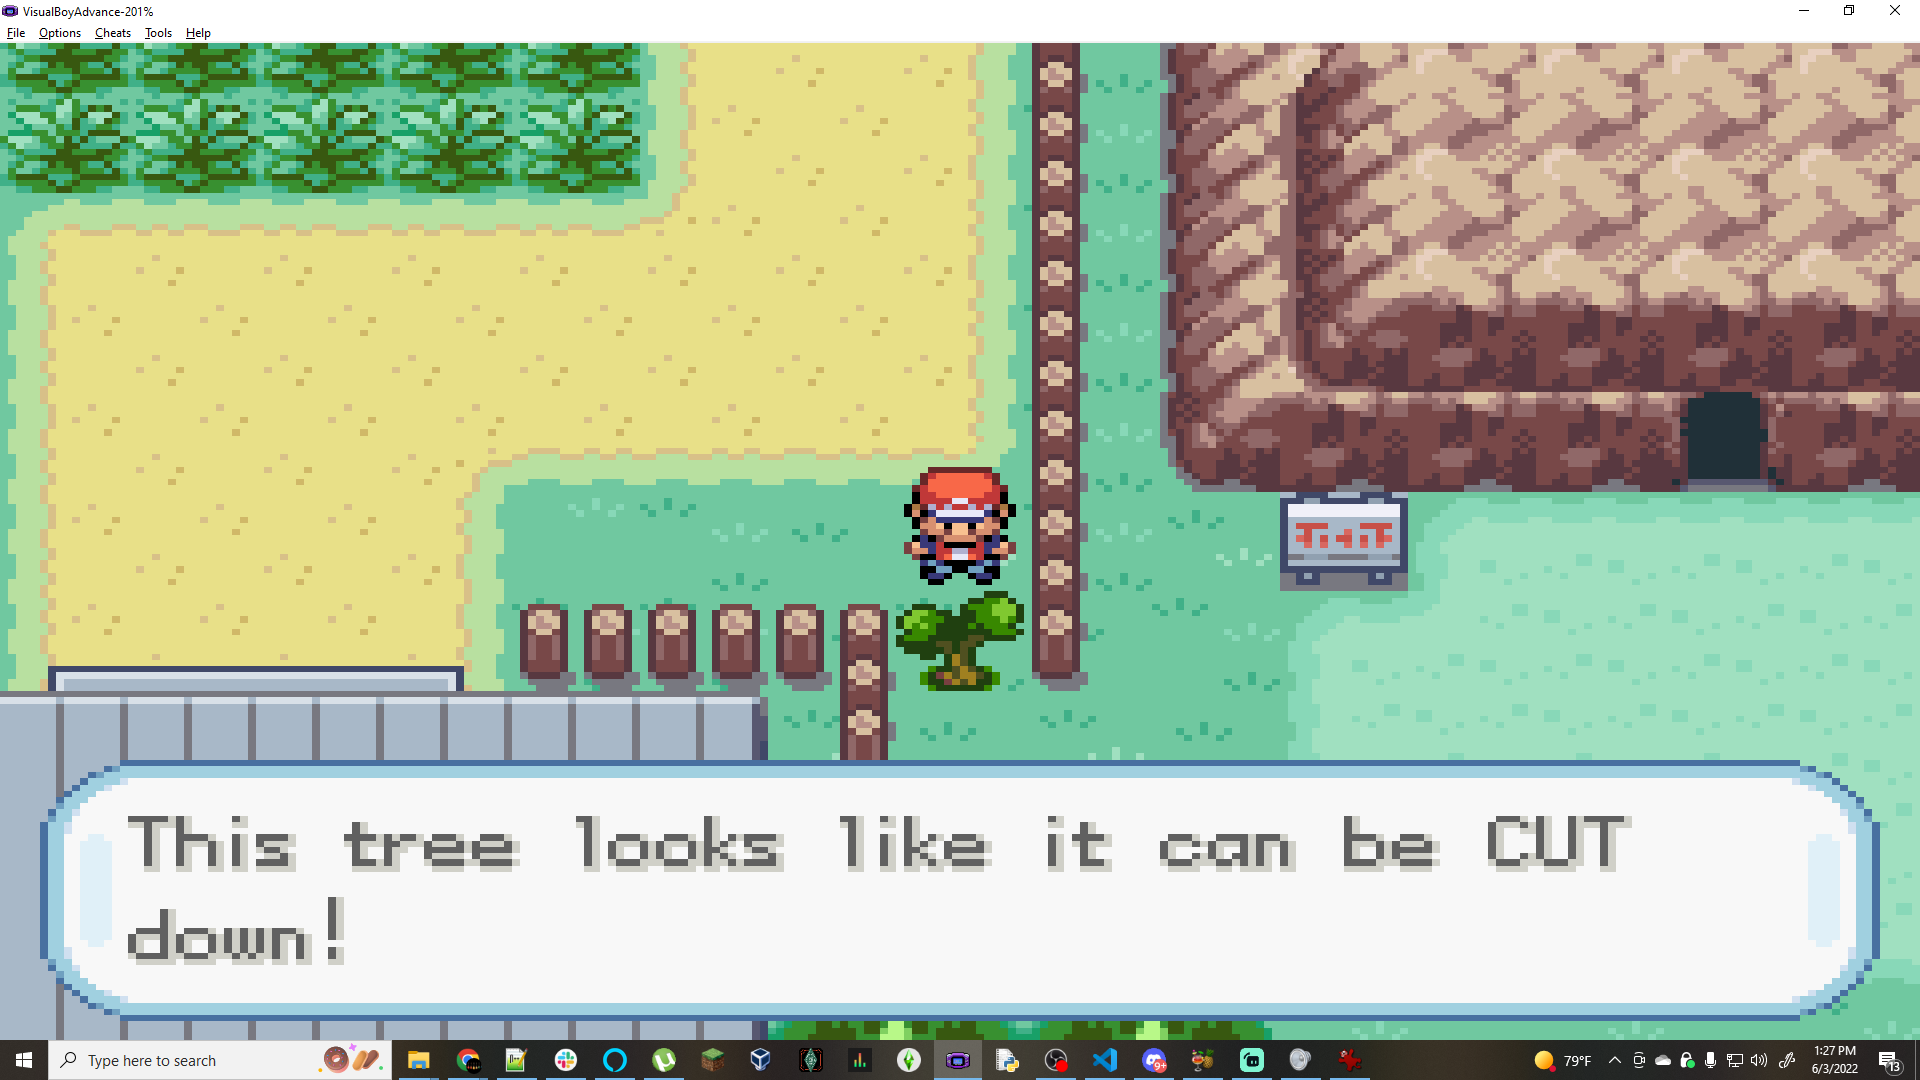 VisualBoyAdvance-201%
File Options Cheats Tools Help
This tree looks like it can be CUT
down!
Type here to search
9+
79°F
1:27 PM
6/3/2022
13